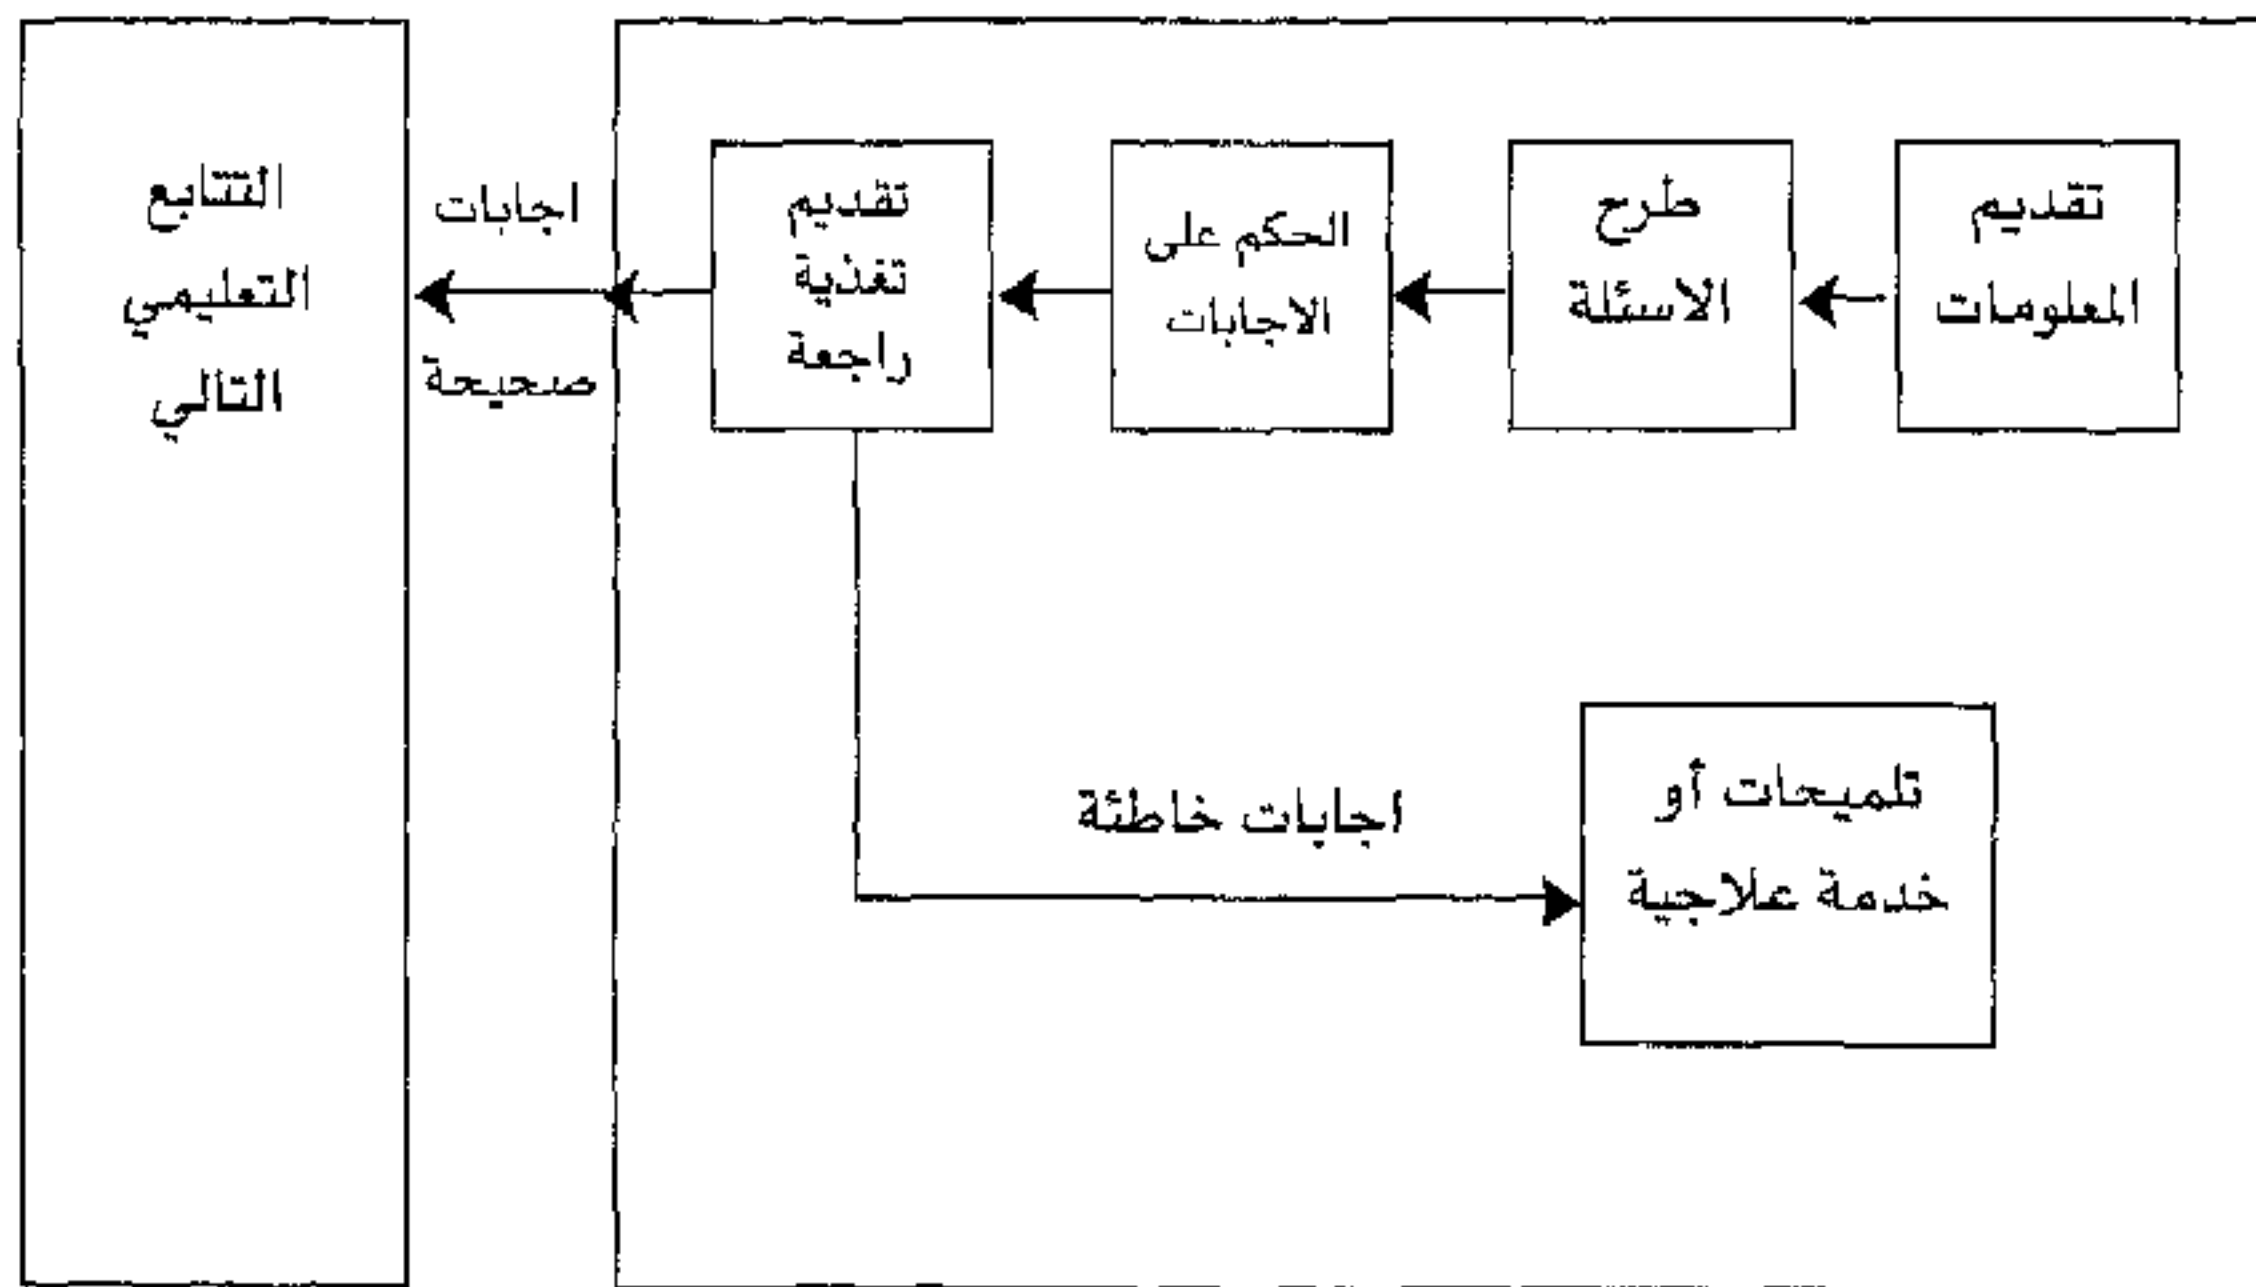 تقديم
المعلومات
طرح
الاسئلة
الحكم على
الاجابات
تقديم
تغذية
راجعة
اجابات
صحيحة
التتابع
التعليمي
التالي
اجابات خاطئة
تلميحات أو
خدمة علاجية